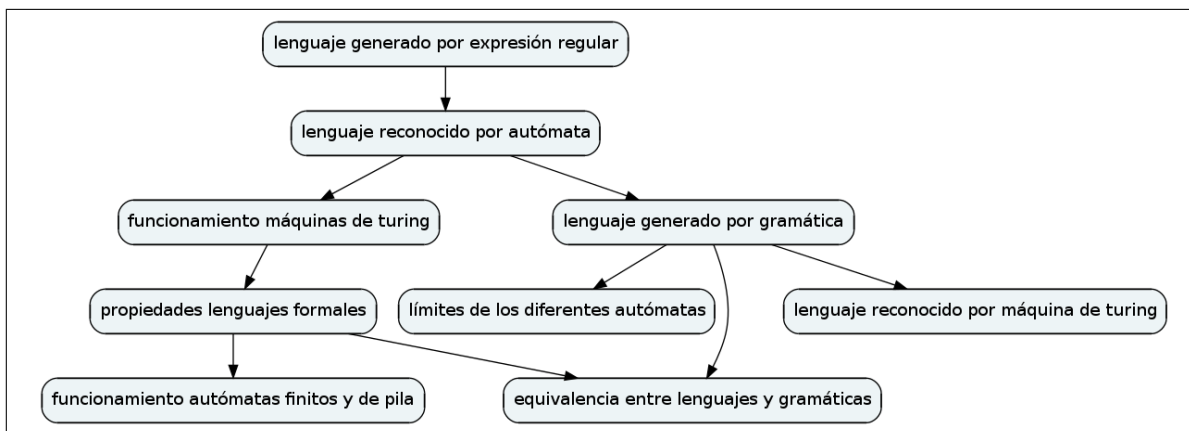 lenguaje generado por expresión regular
lenguaje reconocido por autómata
funcionamiento máquinas de turing
lenguaje generado por gramática
propiedades lenguajes formales
límites de los diferentes autómatas
lenguaje reconocido por máquina de turing
funcionamiento autómatas finitos y de pila
equivalencia entre lenguajes y gramáticas